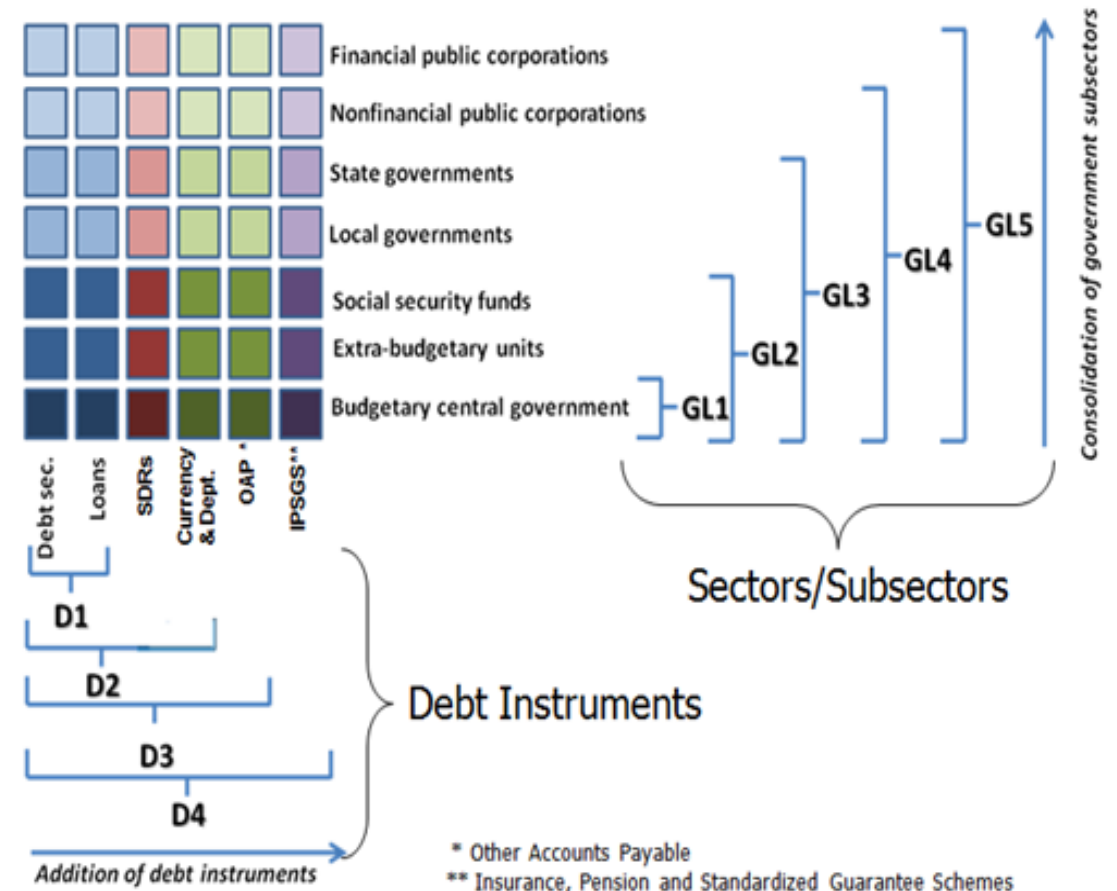 Financial public corporations
Nonfinancial public corporations
State governments
Local governments
Social security funds
Extra-budgetary units
Budgetary central government
GL1
GL2
GL3
GL4
GL5
Consolidation of government subsectors
Debt sec.
Loans
SDRs
Currency
& Dept.
OAP *
IPSGS**
Sectors/Subsectors
D1
D2
D3
D4
Debt Instruments
Addition of debt instruments
* Other Accounts Payable
** Insurance, Pension and Standardized Guarantee Schemes